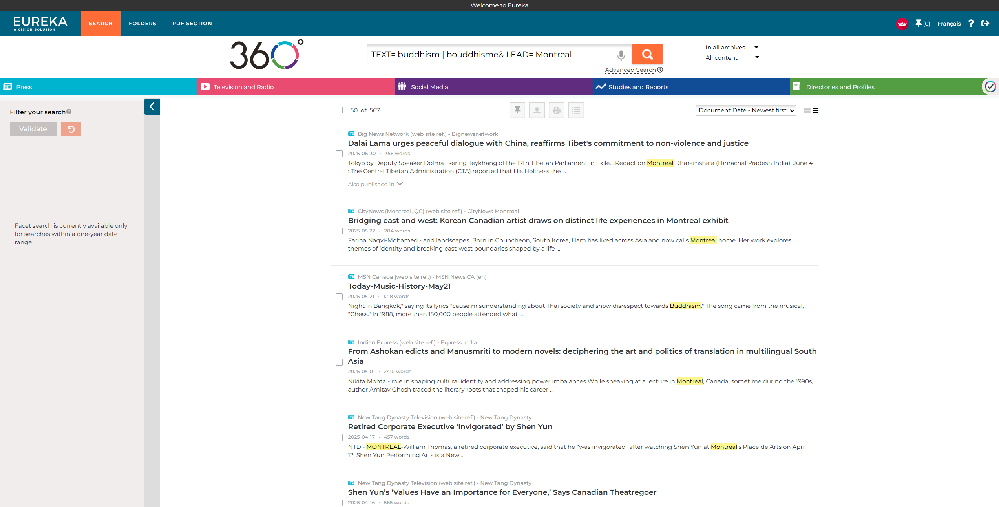 Welcome to Eureka
EUREKA
A CISION SOLUTION
SEARCH
FOLDERS
PDF SECTION
(0)
Français
?
360°
TEXT= buddhism | bouddhisme& LEAD= Montreal
In all archives
All content
Advanced Search
Press
Television and Radio
Social Media
Studies and Reports
Directories and Profiles
Filter your search
?
Validate
Facet search is currently available only
for searches within a one-year date
range
50 of 567
Document Date - Newest first
Big News Network (web site ref.) - Bignewsnetwork
Dalai Lama urges peaceful dialogue with China, reaffirms Tibet's commitment to non-violence and justice
2025-06-30 • 356 words
Tokyo by Deputy Speaker Dolma Tsering Teykhang of the 17th Tibetan Parliament in Exile... Redaction Montreal Dharamshala (Himachal Pradesh India), June 4
: The Central Tibetan Administration (CTA) reported that His Holiness the ...
Also published in
CityNews (Montreal, QC) (web site ref.) - CityNews Montreal
Bridging east and west: Korean Canadian artist draws on distinct life experiences in Montreal exhibit
2025-05-22 • 704 words
Fariha Naqvi-Mohamed - and landscapes. Born in Chuncheon, South Korea, Ham has lived across Asia and now calls Montreal home. Her work explores
themes of identity and breaking east-west boundaries shaped by a life ...
MSN Canada (web site ref.) - MSN News CA (en)
Today-Music-History-May21
2025-05-21 • 1218 words
Night in Bangkok," saying its lyrics "cause misunderstanding about Thai society and show disrespect towards Buddhism." The song came from the musical,
"Chess." In 1988, more than 150,000 people attended what ...
Indian Express (web site ref.) - Express India
From Ashokan edicts and Manusmriti to modern novels: deciphering the art and politics of translation in multilingual South
Asia
2025-05-01 • 2410 words
Nikita Mohta - role in shaping cultural identity and addressing power imbalances While speaking at a lecture in Montreal, Canada, sometime during the 1990s,
author Amitav Ghosh traced the literary roots that shaped his career ...
New Tang Dynasty Television (web site ref.) - New Tang Dynasty
Retired Corporate Executive ‘Invigorated’ by Shen Yun
2025-04-17 • 457 words
NTD - MONTREAL-William Thomas, a retired corporate executive, said that he “was invigorated” after watching Shen Yun at Montreal’s Place de Arts on April
12. Shen Yun Performing Arts is a New ...
New Tang Dynasty Television (web site ref.) - New Tang Dynasty
Shen Yun’s ‘Values Have an Importance for Everyone,’ Says Canadian Theatregoer
2025-04-16 • 565 words